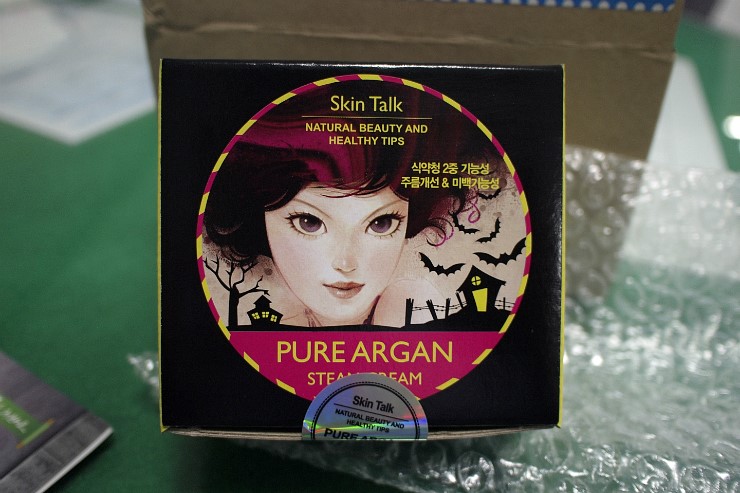 Skin Talk
NATURAL BEAUTY AND
HEALTHY TIPS
식약청 2중 기능성
주름개선 & 미백기능성
PURE ARGAN
CREAM
Skin Talk
NATURAL BEAUTY AND
HEALTHY TIPS
PURE